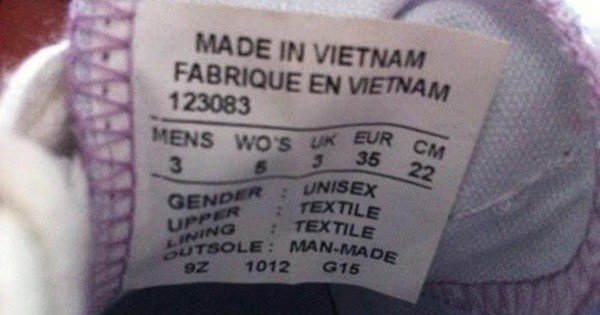 MADE IN VIETNAM
FABRIQUE EN VIETNAM
123083
MENS WO'S UK EUR CM
3 5 3 35 22
GENDER : UNISEX
UPPER : TEXTILE
LINING : TEXTILE
OUTSOLE : MAN-MADE
9Z 1012 G15